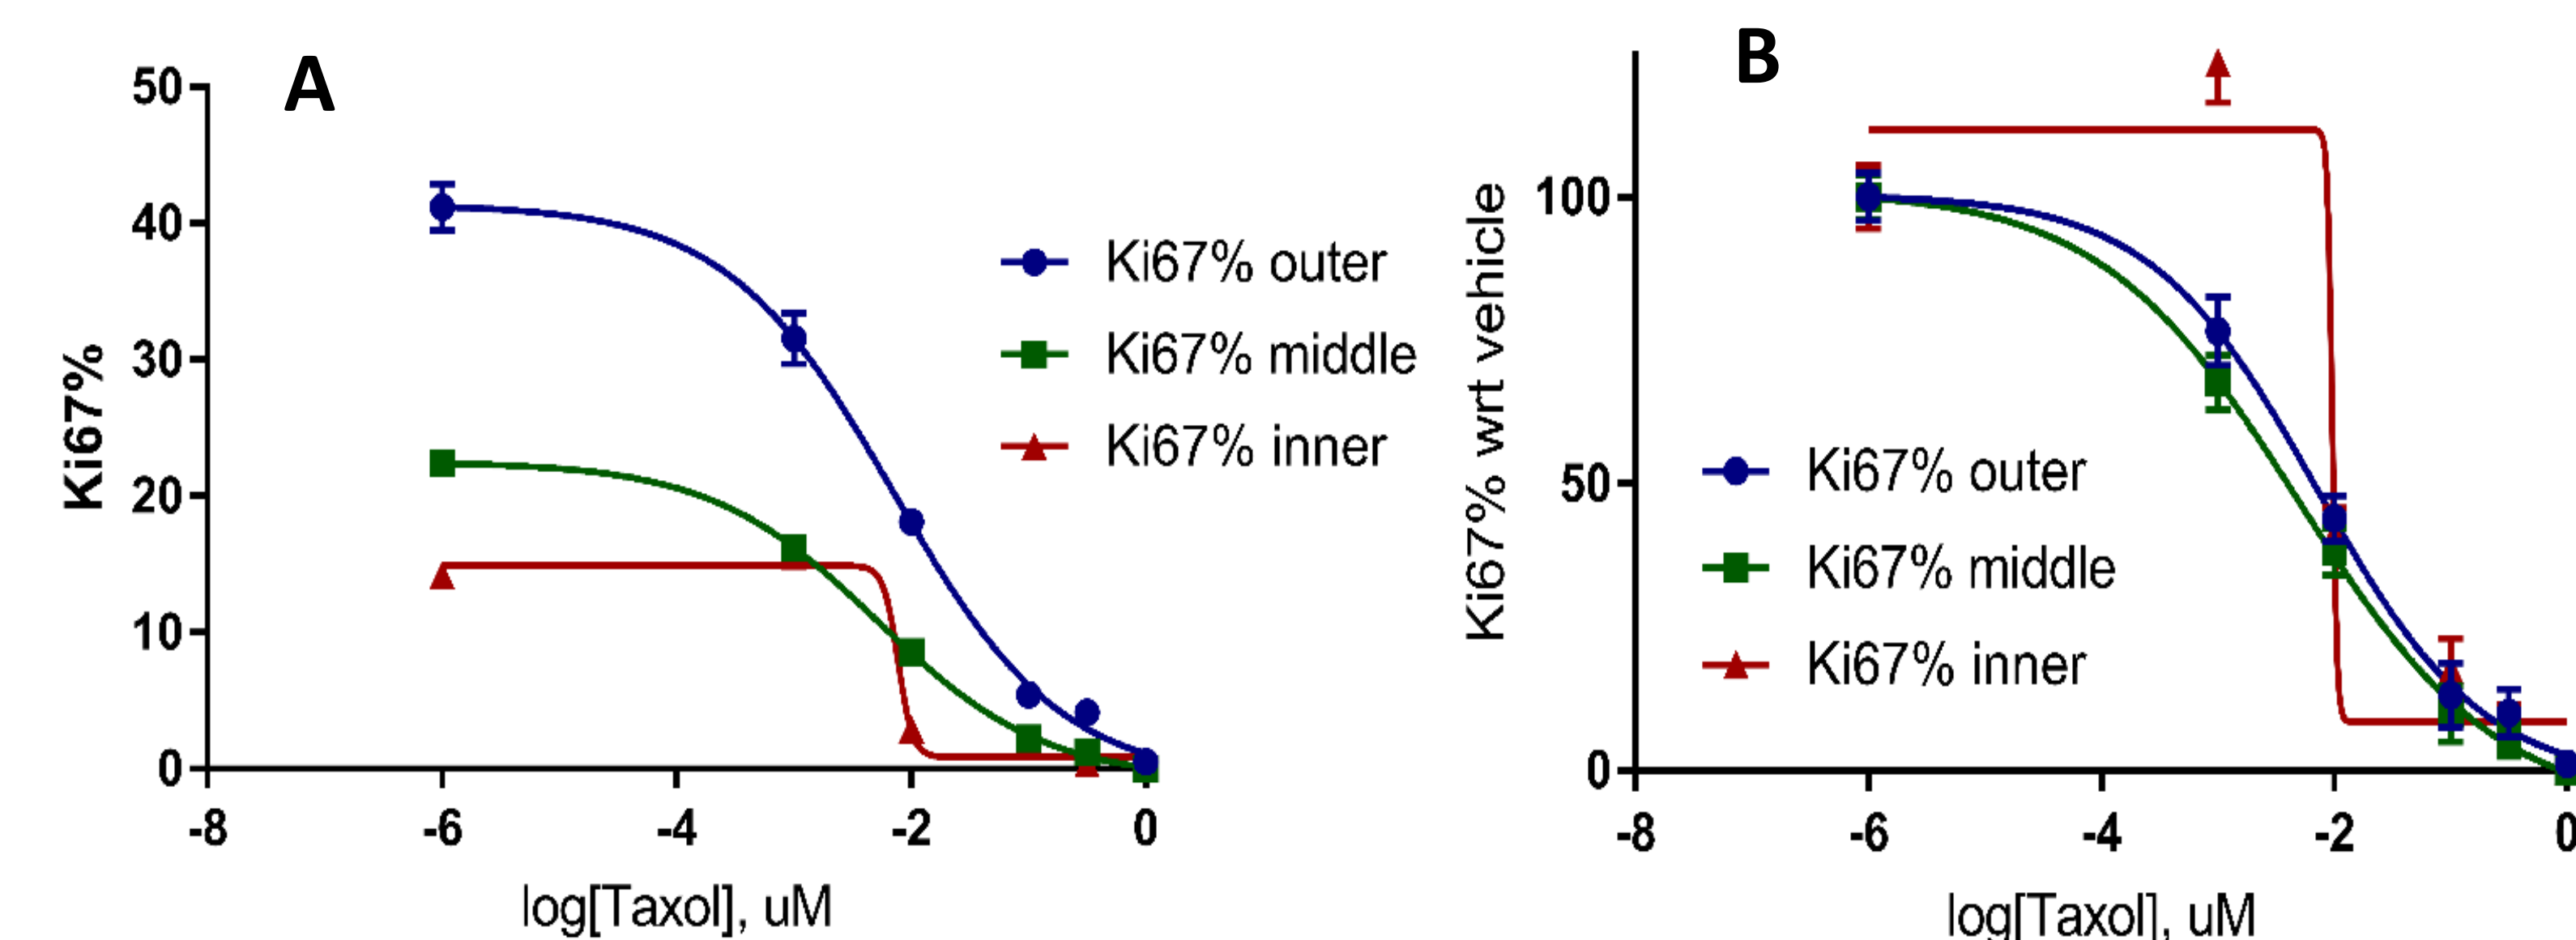 A
50
40
30
20
10
0
Ki67%
-8
-6
-4
-2
0
log[Taxol], uM
Ki67% outer
Ki67% middle
Ki67% inner
B
100
50
0
Ki67% wrt vehicle
-8
-6
-4
-2
0
log[Taxol], uM
Ki67% outer
Ki67% middle
Ki67% inner